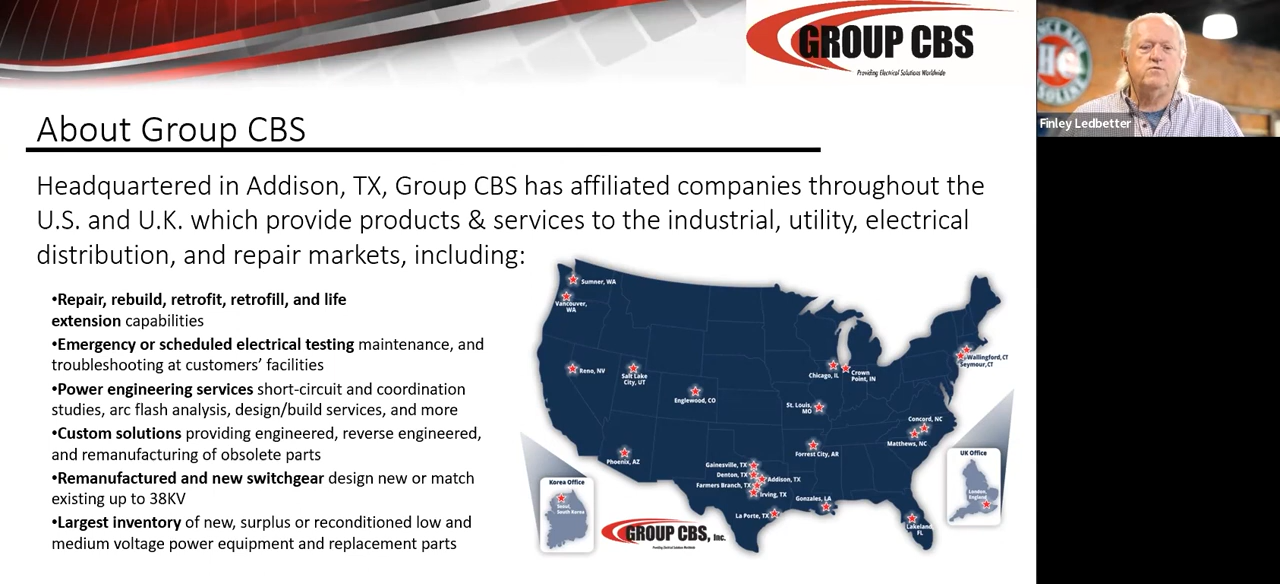 GROUP CBS
Providing Electrical Solutions Worldwide
Finley Ledbetter
About Group CBS
Headquartered in Addison, TX, Group CBS has affiliated companies throughout the
U.S. and U.K. which provide products & services to the industrial, utility, electrical
distribution, and repair markets, including:
•Repair, rebuild, retrofit, retrofill, and life
extension capabilities
•Emergency or scheduled electrical testing maintenance, and
troubleshooting at customers’ facilities
•Power engineering services short-circuit and coordination
studies, arc flash analysis, design/build services, and more
•Custom solutions providing engineered, reverse engineered,
and remanufacturing of obsolete parts
•Remanufactured and new switchgear design new or match
existing up to 38KV
•Largest inventory of new, surplus or reconditioned low and
medium voltage power equipment and replacement parts
Sumner, WA
Vancouver,
WA
Reno, NV
Salt Lake
City, UT
Englewood, CO
Phoenix, AZ
Chicago, IL
Crown
Point, IN
St. Louis,
MO
Wallingford, CT
Seymour, CT
Concord, NC
Matthews, NC
Forrest City, AR
Gainesville, TX
Denton, TX
Addison, TX
Farmers Branch, TX
Irving, TX
Gonzales, LA
La Porte, TX
Lakeland,
FL
Korea Office
Seoul,
South Korea
UK Office
London,
England
GROUP CBS, Inc.
Providing Electrical Solutions Worldwide